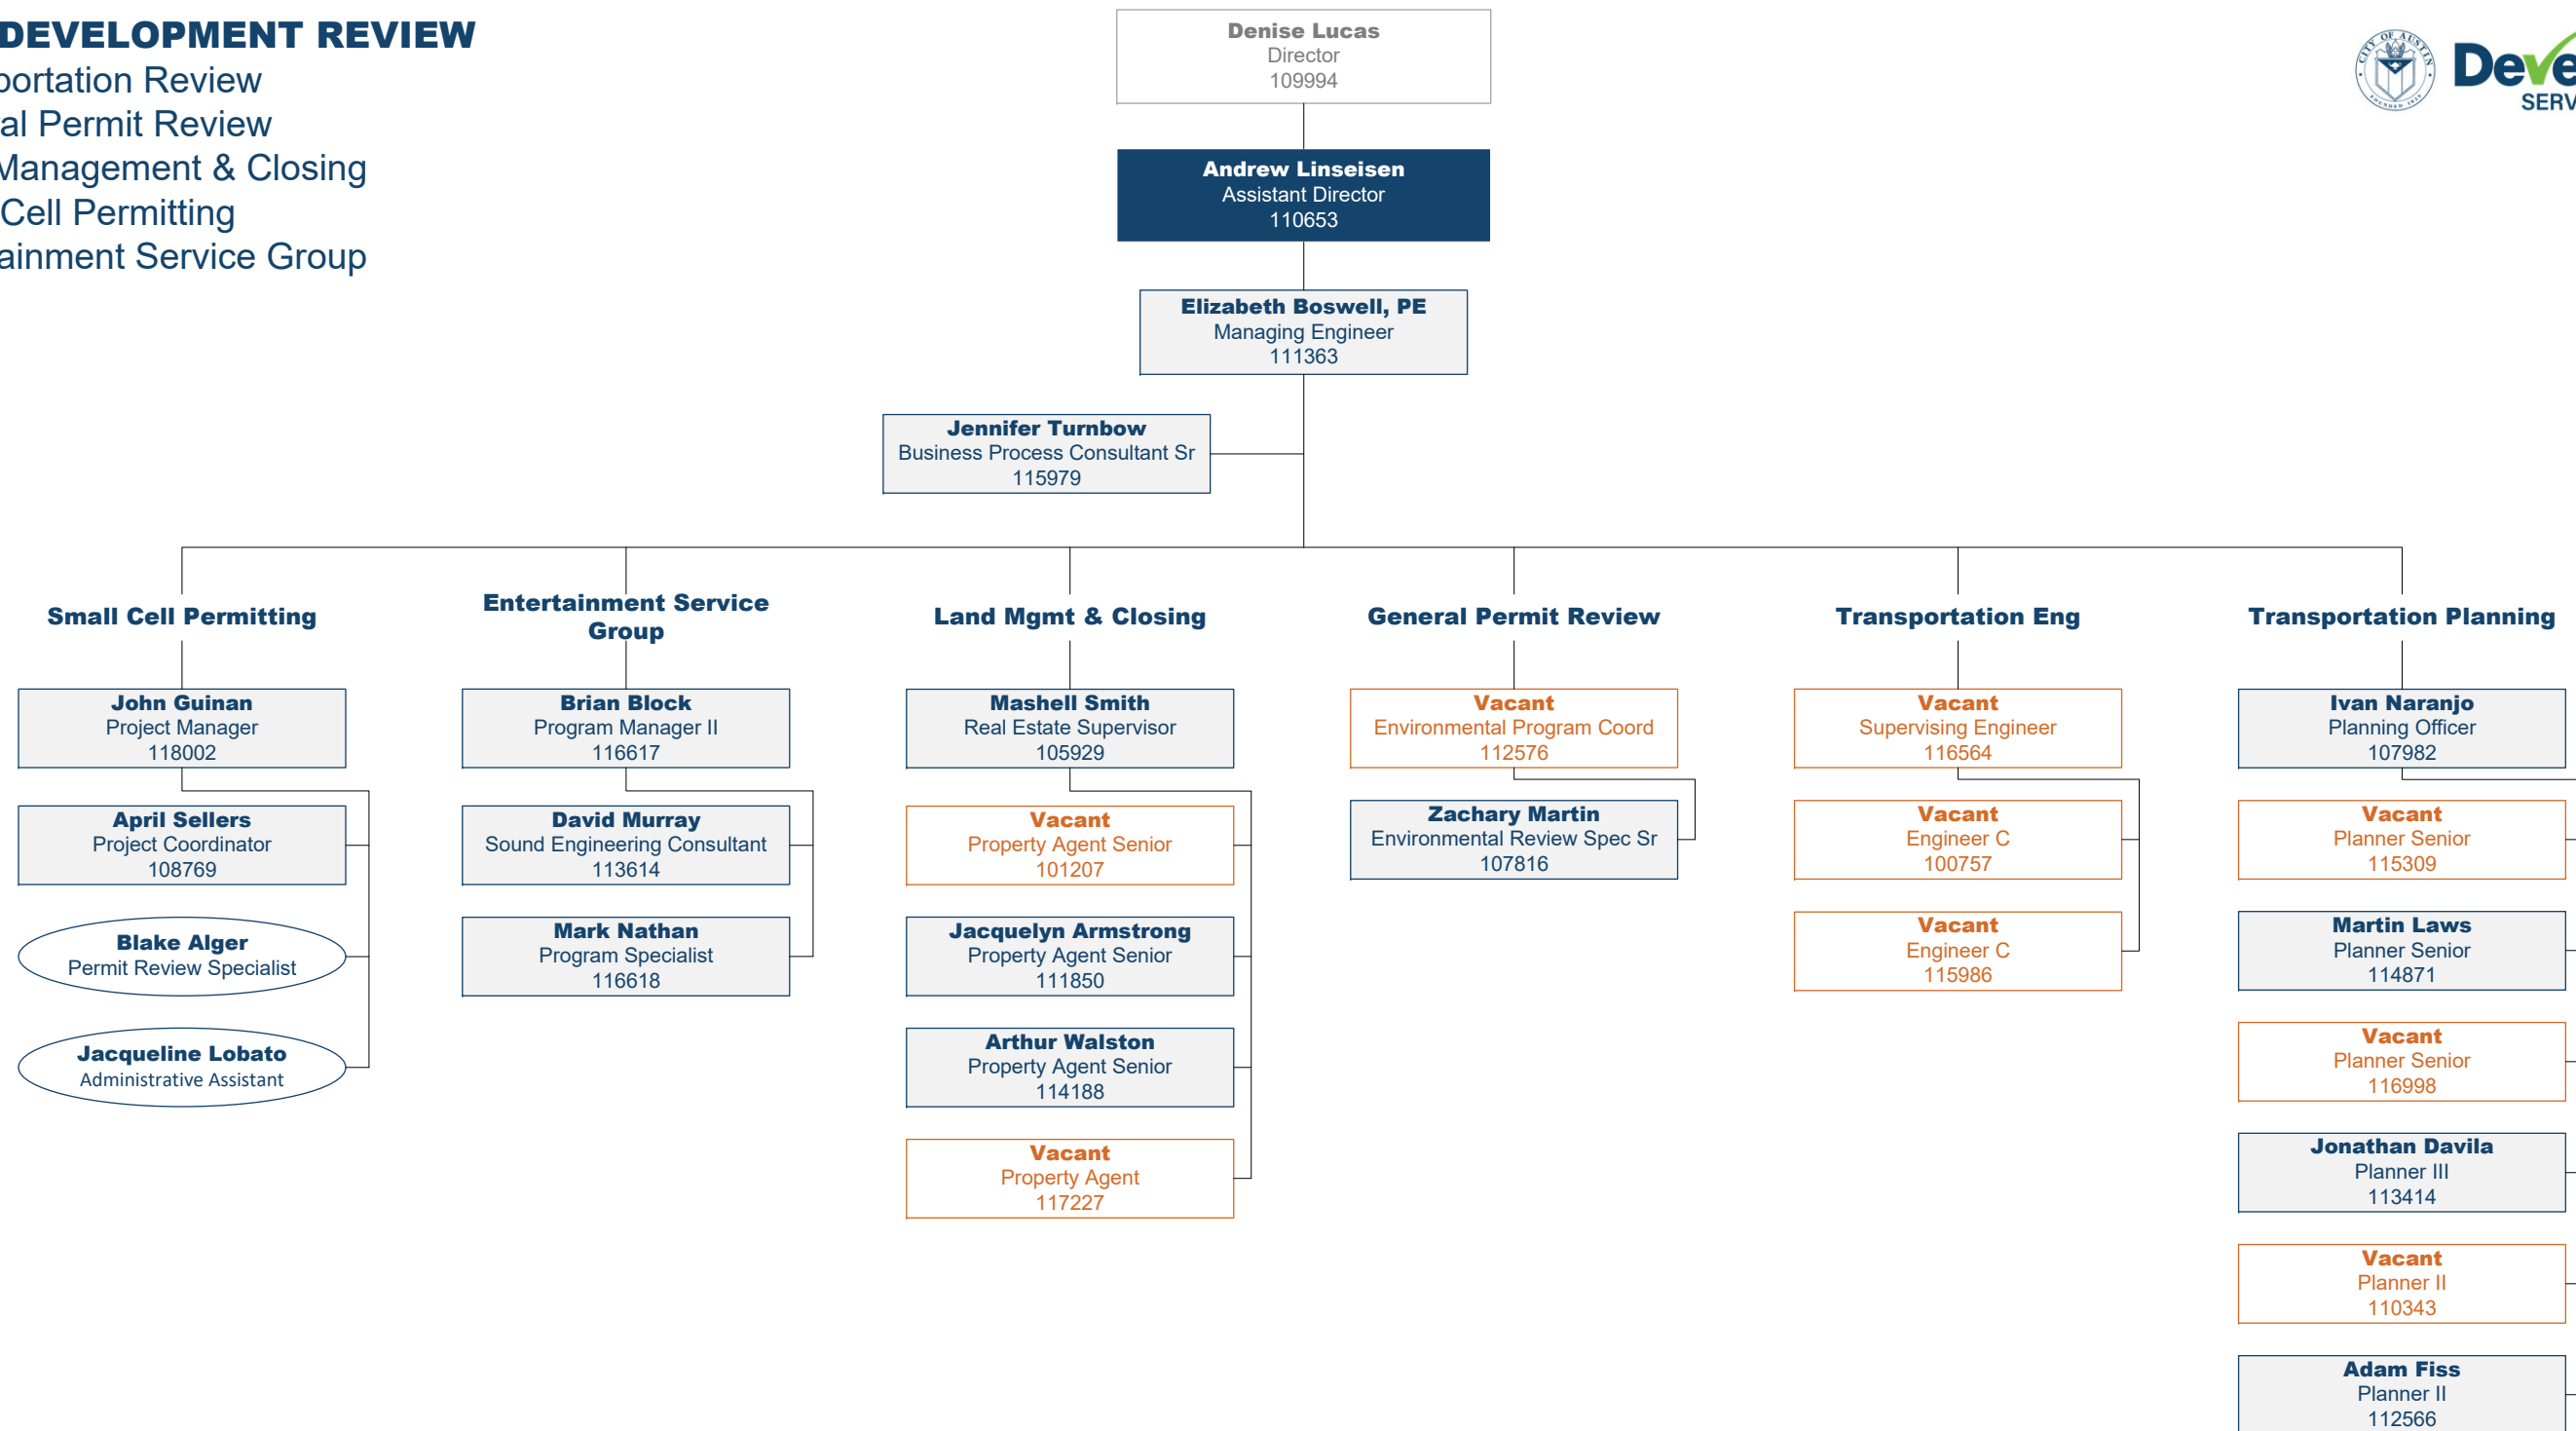 DEVELOPMENT REVIEW
portation Review
al Permit Review
Management & Closing
Cell Permitting
ainment Service Group
Denise Lucas
Director
109994
CITY OF AUSTIN
FOUNDED 1839
Deve
SERV
Andrew Linseisen
Assistant Director
110653
Elizabeth Boswell, PE
Managing Engineer
111363
Jennifer Turnbow
Business Process Consultant Sr
115979
Small Cell Permitting
John Guinan
Project Manager
118002
April Sellers
Project Coordinator
108769
Blake Alger
Permit Review Specialist
Jacqueline Lobato
Administrative Assistant
Entertainment Service
Group
Brian Block
Program Manager II
116617
David Murray
Sound Engineering Consultant
113614
Mark Nathan
Program Specialist
116618
Land Mgmt & Closing
Mashell Smith
Real Estate Supervisor
105929
Vacant
Property Agent Senior
101207
Jacquelyn Armstrong
Property Agent Senior
111850
Arthur Walston
Property Agent Senior
114188
Vacant
Property Agent
117227
General Permit Review
Vacant
Environmental Program Coord
112576
Zachary Martin
Environmental Review Spec Sr
107816
Transportation Eng
Vacant
Supervising Engineer
116564
Vacant
Engineer C
100757
Vacant
Engineer C
115986
Transportation Planning
Ivan Naranjo
Planning Officer
107982
Vacant
Planner Senior
115309
Martin Laws
Planner Senior
114871
Vacant
Planner Senior
116998
Jonathan Davila
Planner III
113414
Vacant
Planner II
110343
Adam Fiss
Planner II
112566